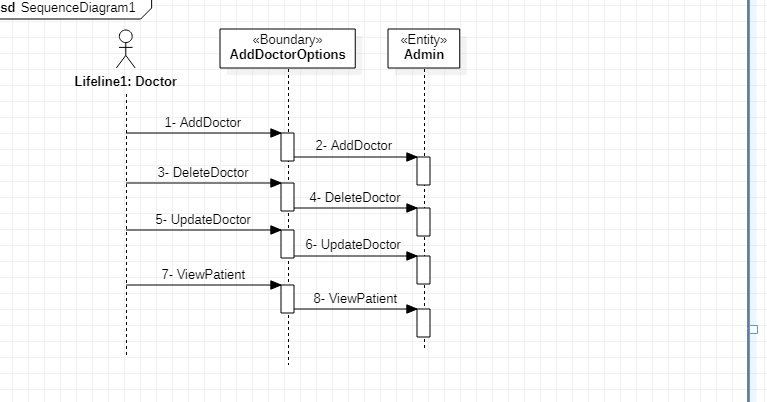 sd SequenceDiagram1
«Boundary»
AddDoctorOptions
«Entity»
Admin
Lifeline1: Doctor
1- AddDoctor
2- AddDoctor
3- DeleteDoctor
4- DeleteDoctor
5- UpdateDoctor
6- UpdateDoctor
7- ViewPatient
8- ViewPatient